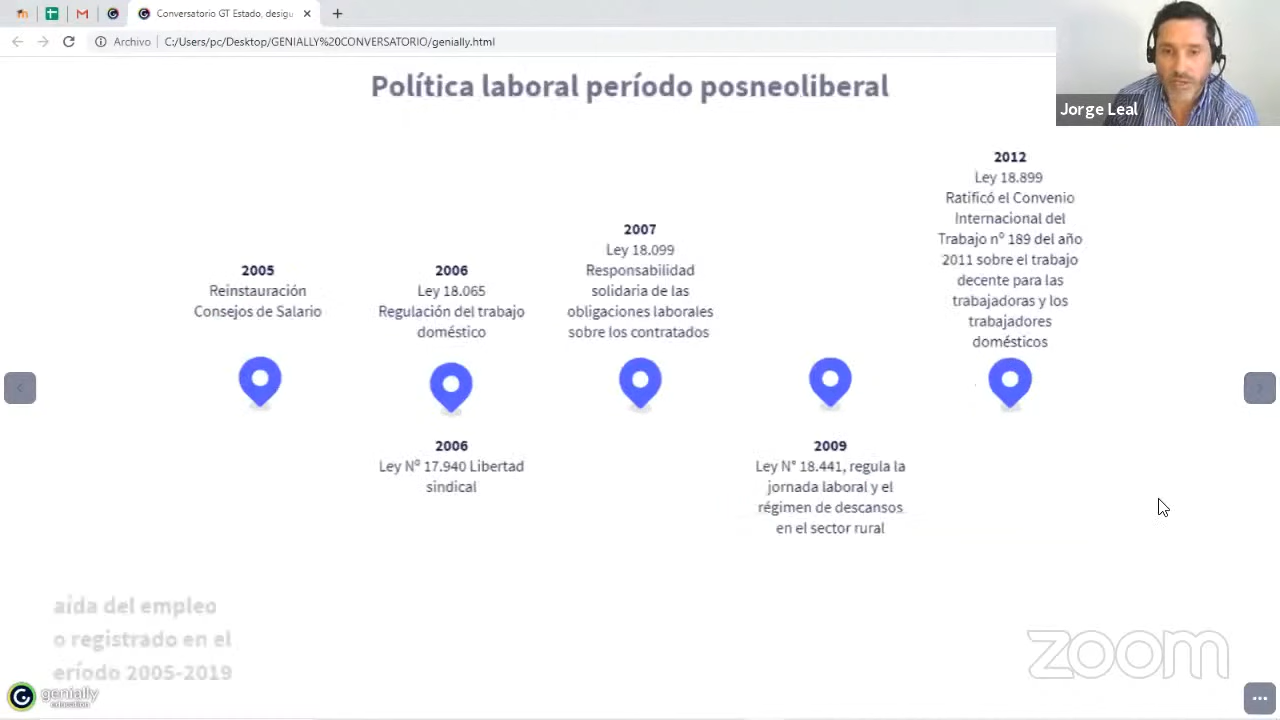 Conversatorio GT Estado, desigu
Archivo
C:/Users/pc/Desktop/GENIALLY%20CONVERSATORIO/genially.html
Jorge Leal
Política laboral período posneoliberal
2005
Reinstauración
Consejos de Salario
2006
Ley 18.065
Regulación del trabajo
doméstico
2006
Ley Nº 17.940 Libertad
sindical
2007
Ley 18.099
Responsabilidad
solidaria de las
obligaciones laborales
sobre los contratados
2009
Ley N° 18.441, regula la
jornada laboral y el
régimen de descansos
en el sector rural
2012
Ley 18.899
Ratificó el Convenio
Internacional del
Trabajo nº 189 del año
2011 sobre el trabajo
decente para las
trabajadoras y los
trabajadores
domésticos
aída del empleo
o registrado en el
eríodo 2005-2019
genially
education
zoom